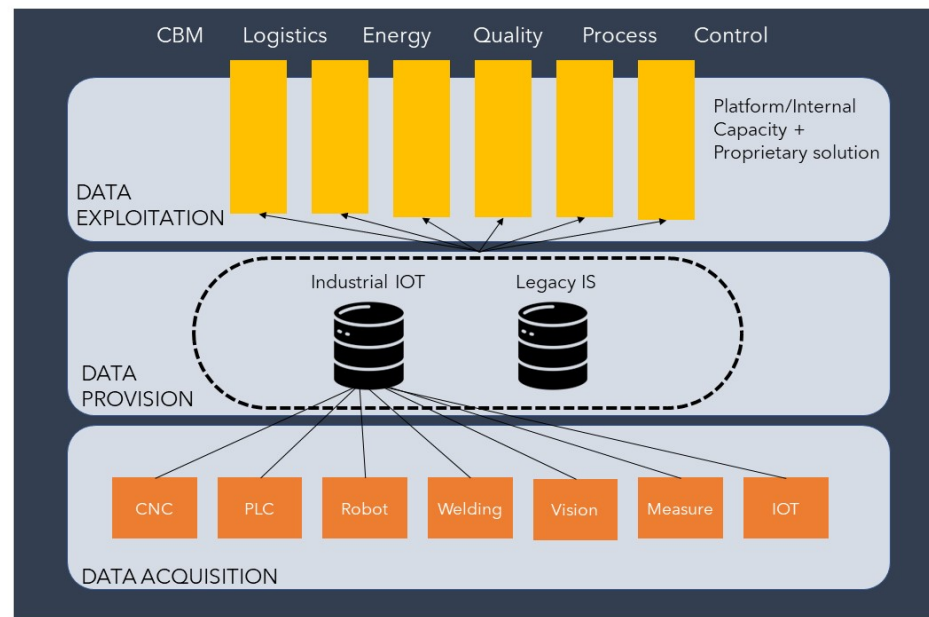 CBM Logistics Energy Quality Process Control
Platform/Internal
Capacity +
Proprietary solution
DATA
EXPLOITATION
Industrial IOT Legacy IS
DATA
PROVISION
CNC PLC Robot Welding Vision Measure IOT
DATA ACQUISITION